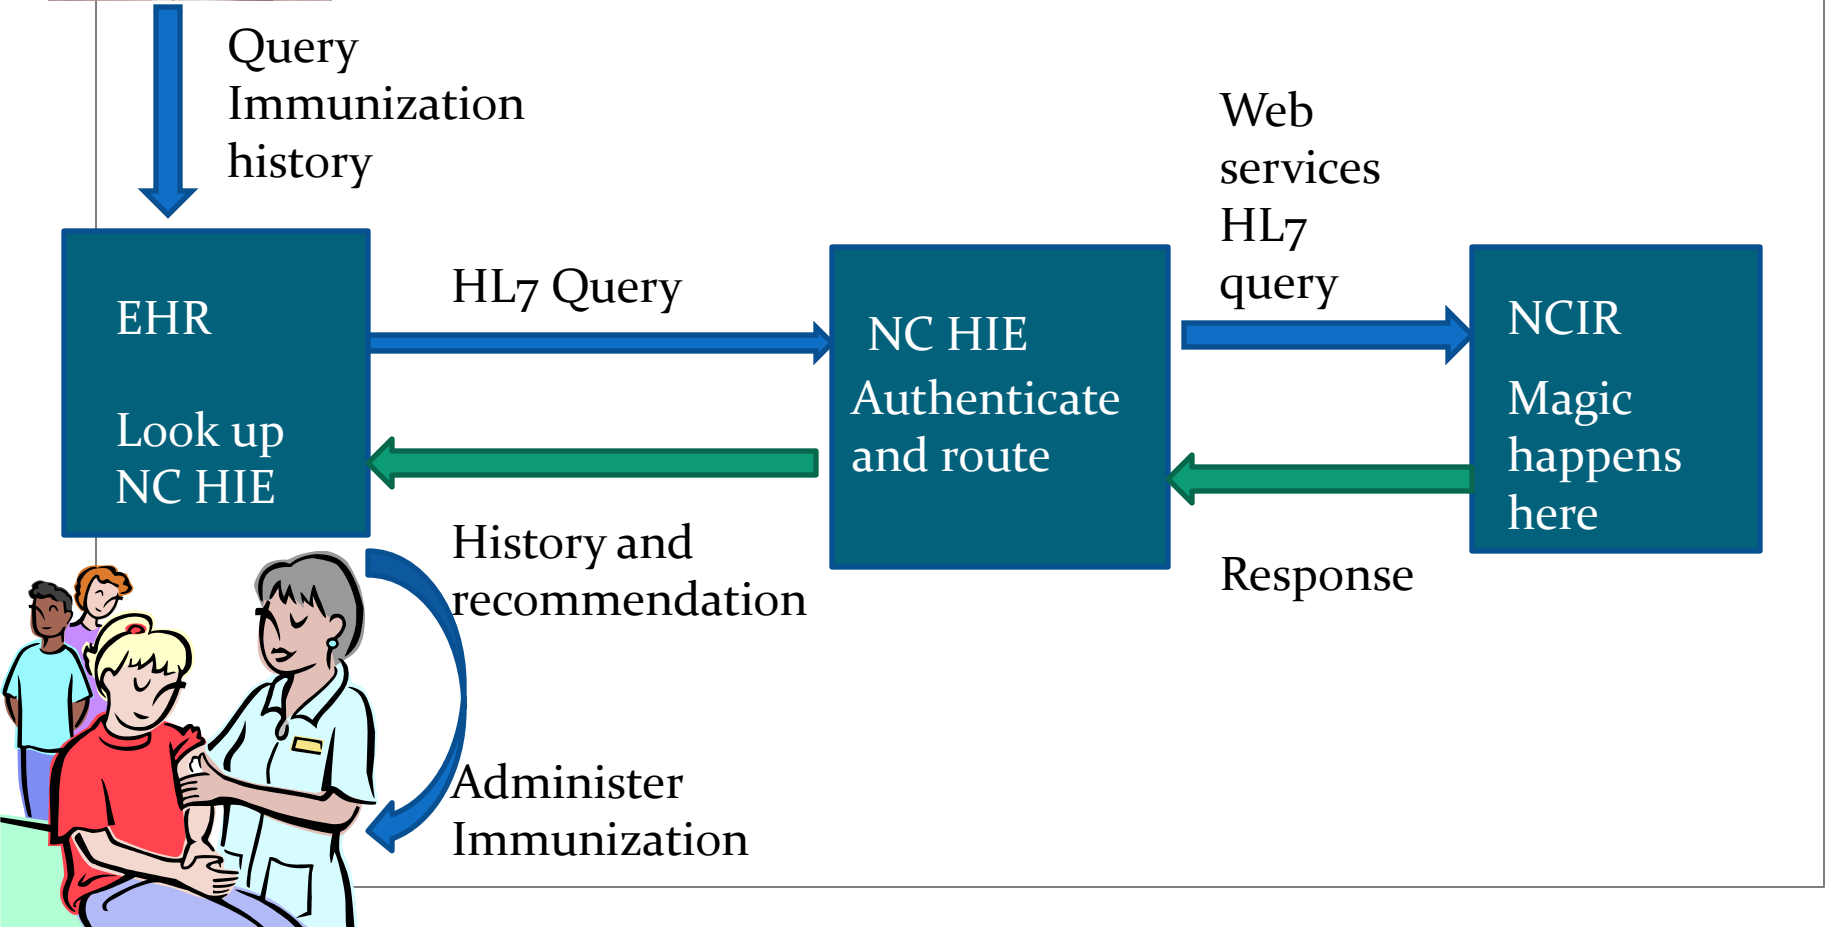 Query
Immunization
history
Web
services
HL7
query
EHR
Look up
NC HIE
HL7 Query
NC HIE
Authenticate
and route
NCIR
Magic
happens
here
History and
recommendation
Response
Administer
Immunization